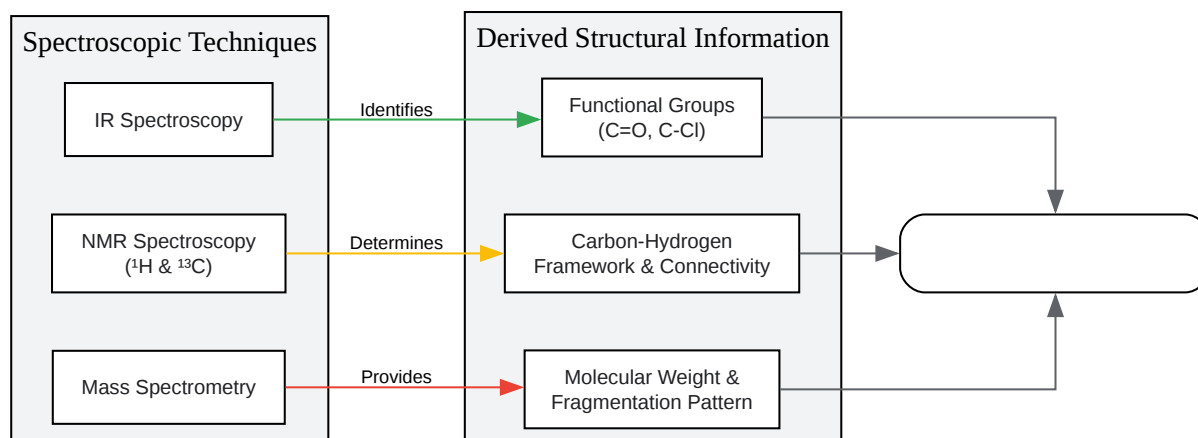 Spectroscopic Techniques
Derived Structural Information
IR Spectroscopy
Identifies
Functional Groups
(C=O, C-Cl)
NMR Spectroscopy
(¹H & ¹³C)
Determines
Carbon-Hydrogen
Framework & Connectivity
Mass Spectrometry
Provides
Molecular Weight &
Fragmentation Pattern